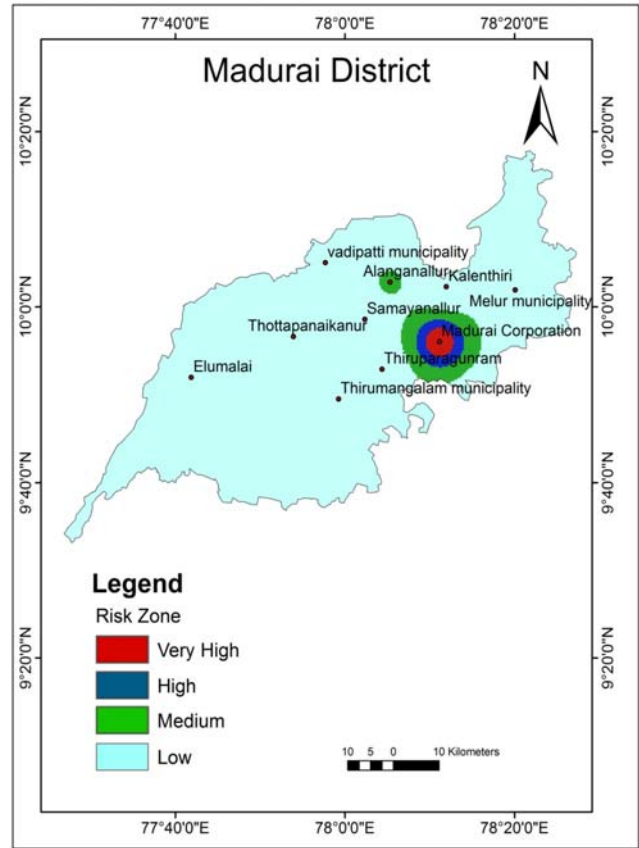 77°40'0"E 78°0'0"E 78°20'0"E
Madurai District
N
10°20'0"N 10°20'0"N
vadipatti municipality
Alanganallur
Kalenthiri
10°0'0"N 10°0'0"N
Melur municipality
Samayanallur
Thottapanaikanur
Madurai Corporation
Thiruparagunram
Elumalai
Thirumangalam municipality
9°40'0"N 9°40'0"N
Legend
Risk Zone
Very High
High
Medium
Low
9°20'0"N 9°20'0"N
10 5 0 10 Kilometers
77°40'0"E 78°0'0"E 78°20'0"E